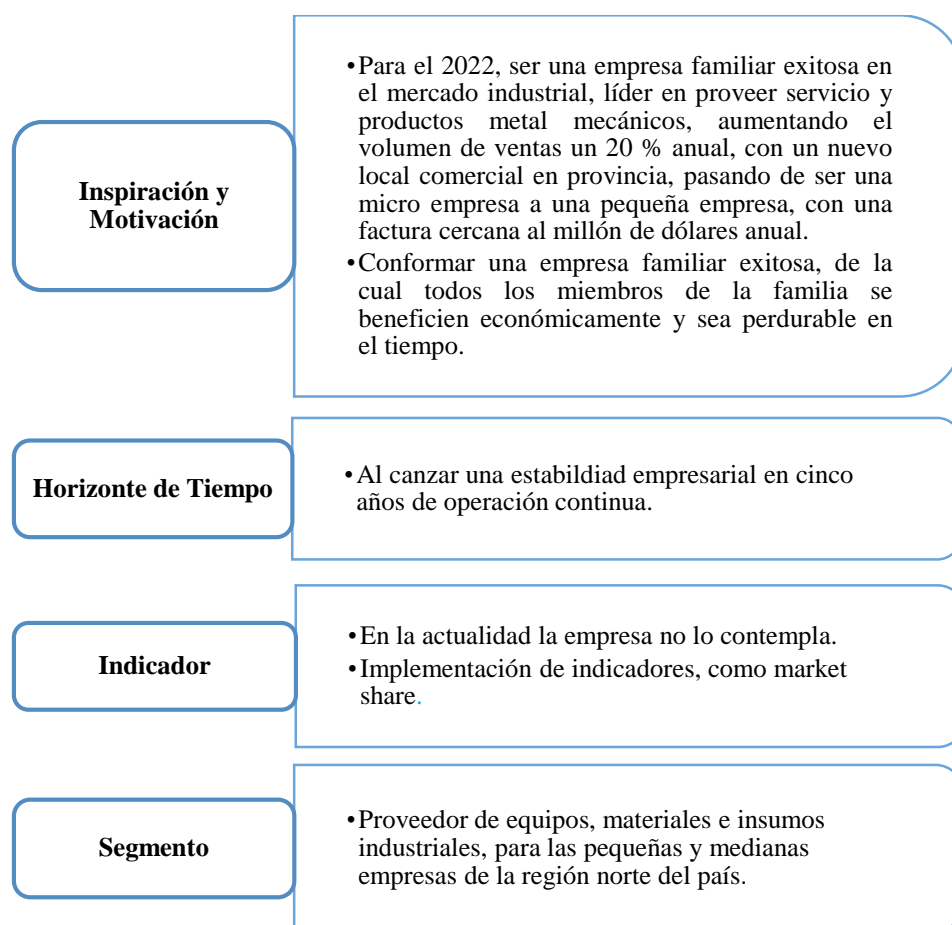 Inspiración y
Motivación
•Para el 2022, ser una empresa familiar exitosa en
el mercado industrial, líder en proveer servicio y
productos metal mecánicos, aumentando el
volumen de ventas un 20 % anual, con un nuevo
local comercial en provincia, pasando de ser una
micro empresa a una pequeña empresa, con una
factura cercana al millón de dólares anual.
•Conformar una empresa familiar exitosa, de la
cual todos los miembros de la familia se
beneficien económicamente y sea perdurable en
el tiempo.
Horizonte de Tiempo
•Al canzar una estabildiad empresarial en cinco
años de operación continua.
Indicador
•En la actualidad la empresa no lo contempla.
•Implementación de indicadores, como market
share.
Segmento
•Proveedor de equipos, materiales e insumos
industriales, para las pequeñas y medianas
empresas de la región norte del país.